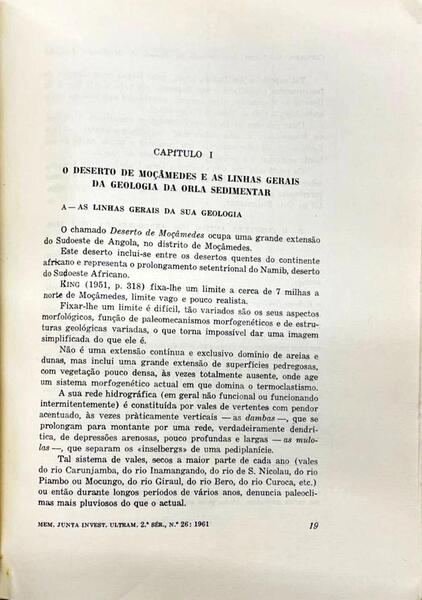 CAPÍTULO I
O DESERTO DE MOÇÂMEDES E AS LINHAS GERAIS
DA GEOLOGIA DA ORLA SEDIMENTAR
A — AS LINHAS GERAIS DA SUA GEOLOGIA
O chamado Deserto de Moçâmedes ocupa uma grande extensão
do Sudoeste de Angola, no distrito de Moçâmedes.
Este deserto inclui-se entre os desertos quentes do continente
africano e representa o prolongamento setentrional do Namib, deserto
do Sudoeste Africano.
KING (1951, p. 318) fixa-lhe um limite a cerca de 7 milhas a
norte de Moçâmedes, limite vago e pouco realista.
Fixar-lhe um limite é difícil, tão variados são os seus aspectos
morfológicos, função de paleomecanismos morfogenéticos e de estru-
turas geológicas variadas, o que torna impossível dar uma imagem
simplificada do que ele é.
Não é uma extensão contínua e exclusivo domínio de areias e
dunas, mas inclui uma grande extensão de superfícies pedregosas,
com vegetação pouco densa, às vezes totalmente ausente, onde age
um sistema morfogenético actual em que domina o termoclastismo.
A sua rede hidrográfica (em geral não funcional ou funcionando
intermitentemente) é constituída por vales de vertentes com pendor
acentuado, às vezes pràticamente verticais — as dambas —, que se
prolongam para montante por uma rede, verdadeiramente dendrí-
tica, de depressões arenosas, pouco profundas e largas — as mulo-
las —, que separam os «inselbergs» de uma pediplanície.
Tal sistema de vales, secos a maior parte de cada ano (vales
do rio Carunjamba, do rio Inamangando, do rio de S. Nicolau, do rio
Piambo ou Mocungo, do rio Giraul, do rio Bero, do rio Curoca, etc.)
ou então durante longos períodos de vários anos, denuncia paleocli-
mas mais pluviosos do que o actual.
MEM. JUNTA INVEST. ULTRAM. 2.ª SÉR., N.º 26: 1961
19